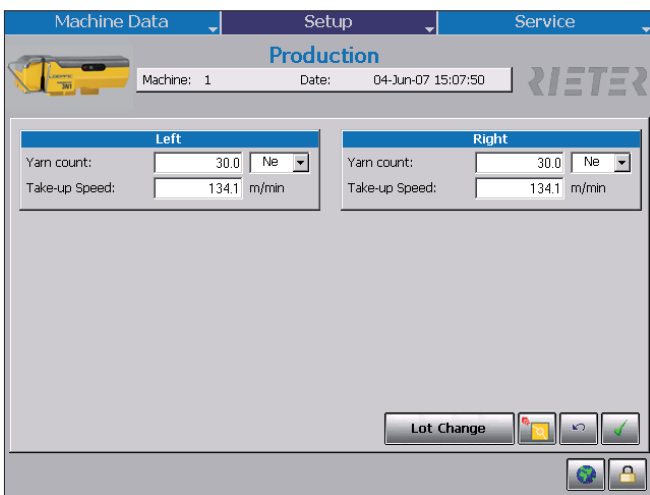 Machine Data Setup Service
Production
Machine: 1 Date: 04-Jun-07 15:07:50
RIETER
Left Right
Yarn count: 30.0 Ne Yarn count: 30.0 Ne
Take-up Speed: 134.1 m/min Take-up Speed: 134.1 m/min
Lot Change